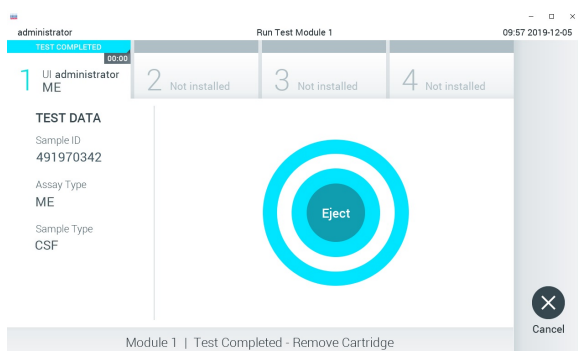 administrator Run Test Module 1 09:57 2019-12-05
TEST COMPLETED
00:00
1 UI administrator
ME
2 Not installed
3 Not installed
4 Not installed
TEST DATA
Sample ID
491970342
Assay Type
ME
Sample Type
CSF
Eject
Cancel
Module 1 | Test Completed - Remove Cartridge